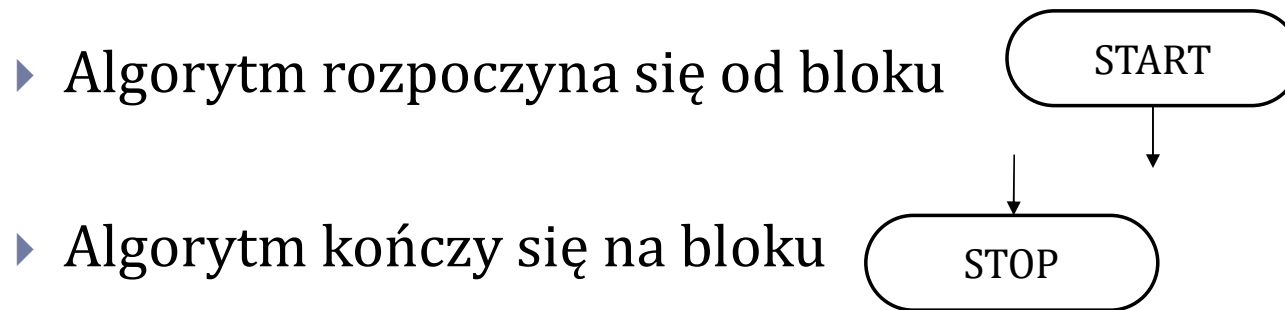 Algorytm rozpoczyna się od bloku
START
Algorytm kończy się na bloku
STOP